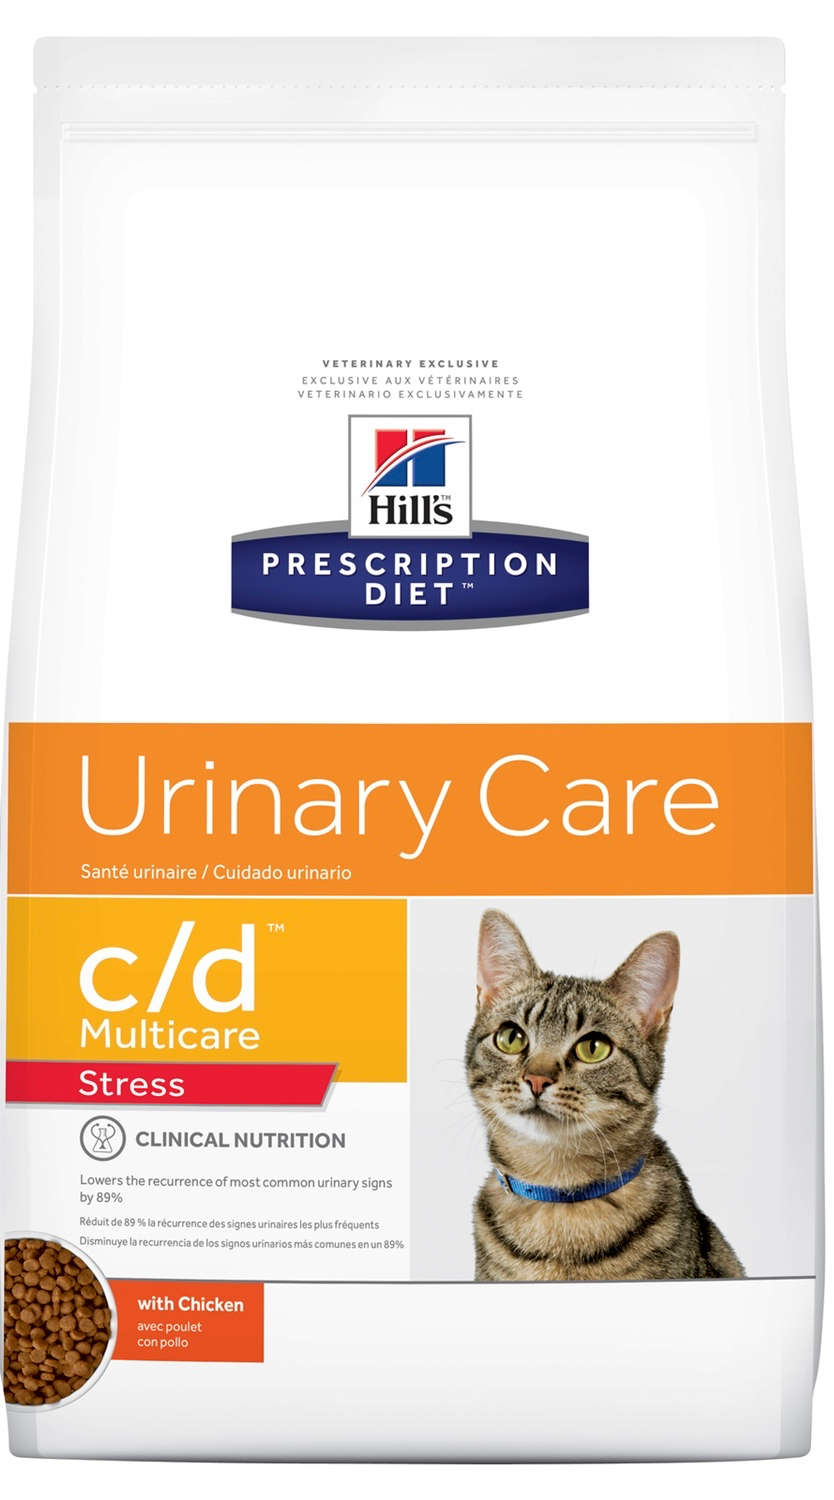 VETERINARY EXCLUSIVE
EXCLUSIVE AUX VÉTÉRINAIRES
VETERINARIO EXCLUSIVAMENTE
Hill's™
PRESCRIPTION
DIET™
Urinary Care
Santé urinaire / Cuidado urinario
c/d™
Multicare
Stress
CLINICAL NUTRITION
Lowers the recurrence of most common urinary signs
by 89%
Réduit de 89 % la récurrence des signes urinaires les plus fréquents
Disminuye la recurrencia de los signos urinarios más comunes en un 89%
with Chicken
avec poulet
con pollo